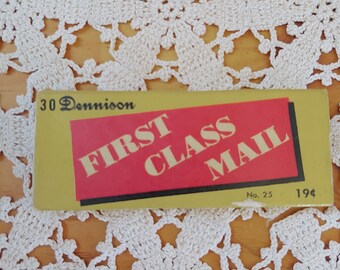 30 Dennison
FIRST
CLASS
MAIL
No. 25 19¢